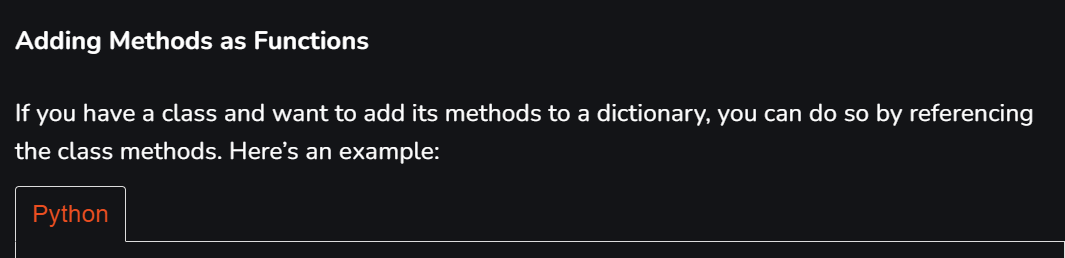 Adding Methods as Functions
If you have a class and want to add its methods to a dictionary, you can do so by referencing
the class methods. Here’s an example:
Python